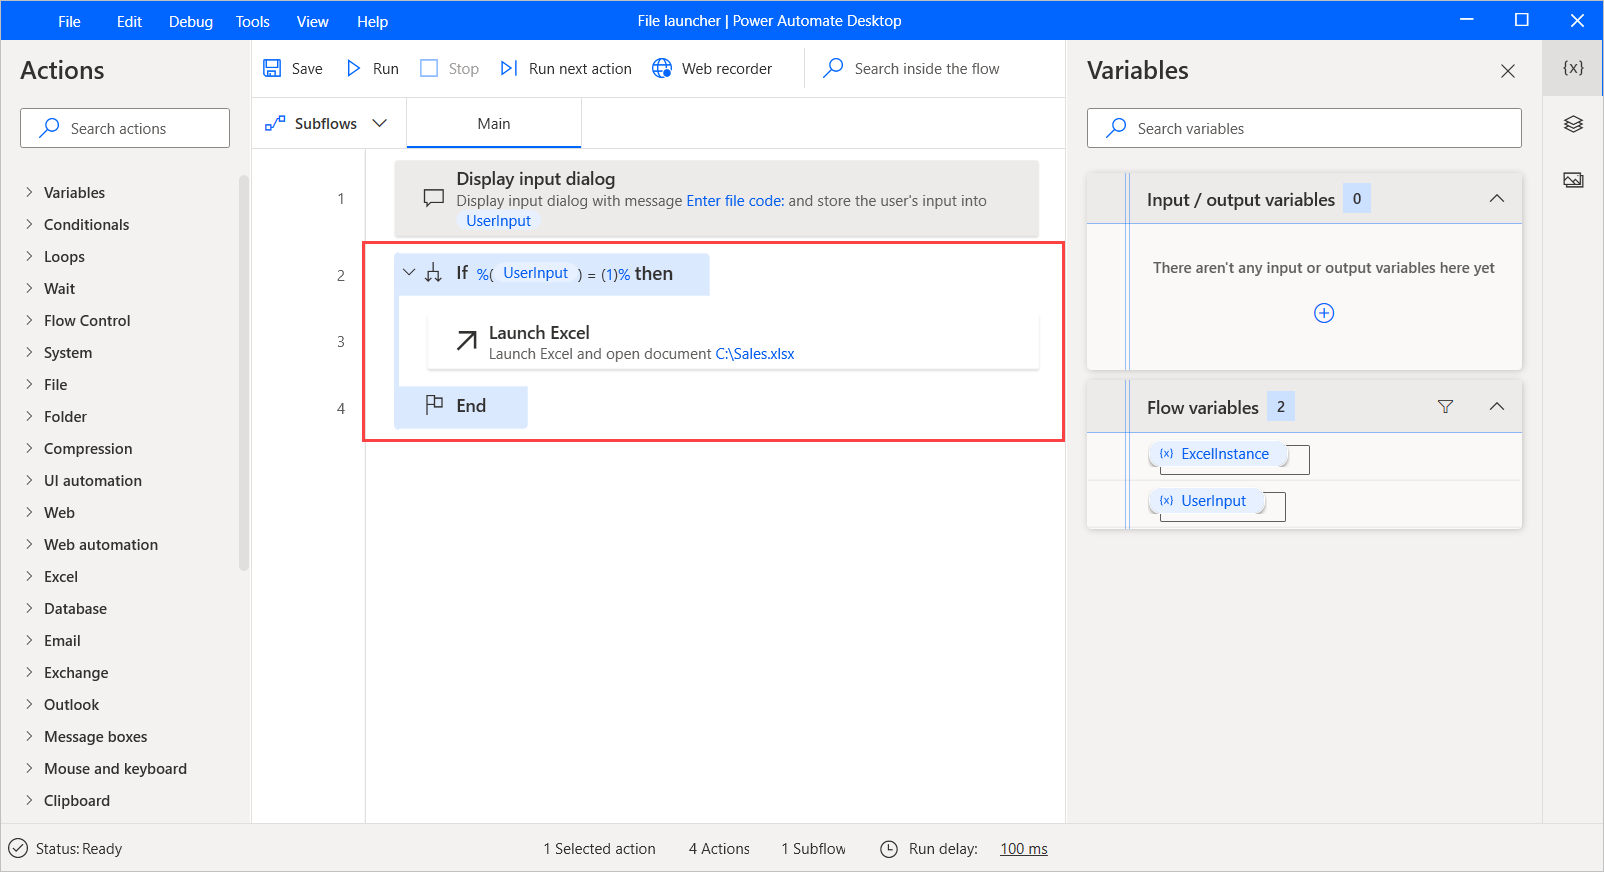 File Edit Debug Tools View Help File launcher | Power Automate Desktop
Actions
Search actions
Variables
Conditionals
Loops
Wait
Flow Control
System
File
Folder
Compression
UI automation
Web
Web automation
Excel
Database
Email
Exchange
Outlook
Message boxes
Mouse and keyboard
Clipboard
Save Run Stop Run next action Web recorder Search inside the flow
Subflows Main
1
Display input dialog
Display input dialog with message Enter file code: and store the user's input into
UserInput
2
If %( UserInput ) = (1)% then
3
Launch Excel
Launch Excel and open document C:\Sales.xlsx
4
End
Variables
{x}
Search variables
Input / output variables 0
There aren't any input or output variables here yet
Flow variables 2
{x} ExcelInstance
{x} UserInput
Status: Ready 1 Selected action 4 Actions 1 Subflow Run delay: 100 ms